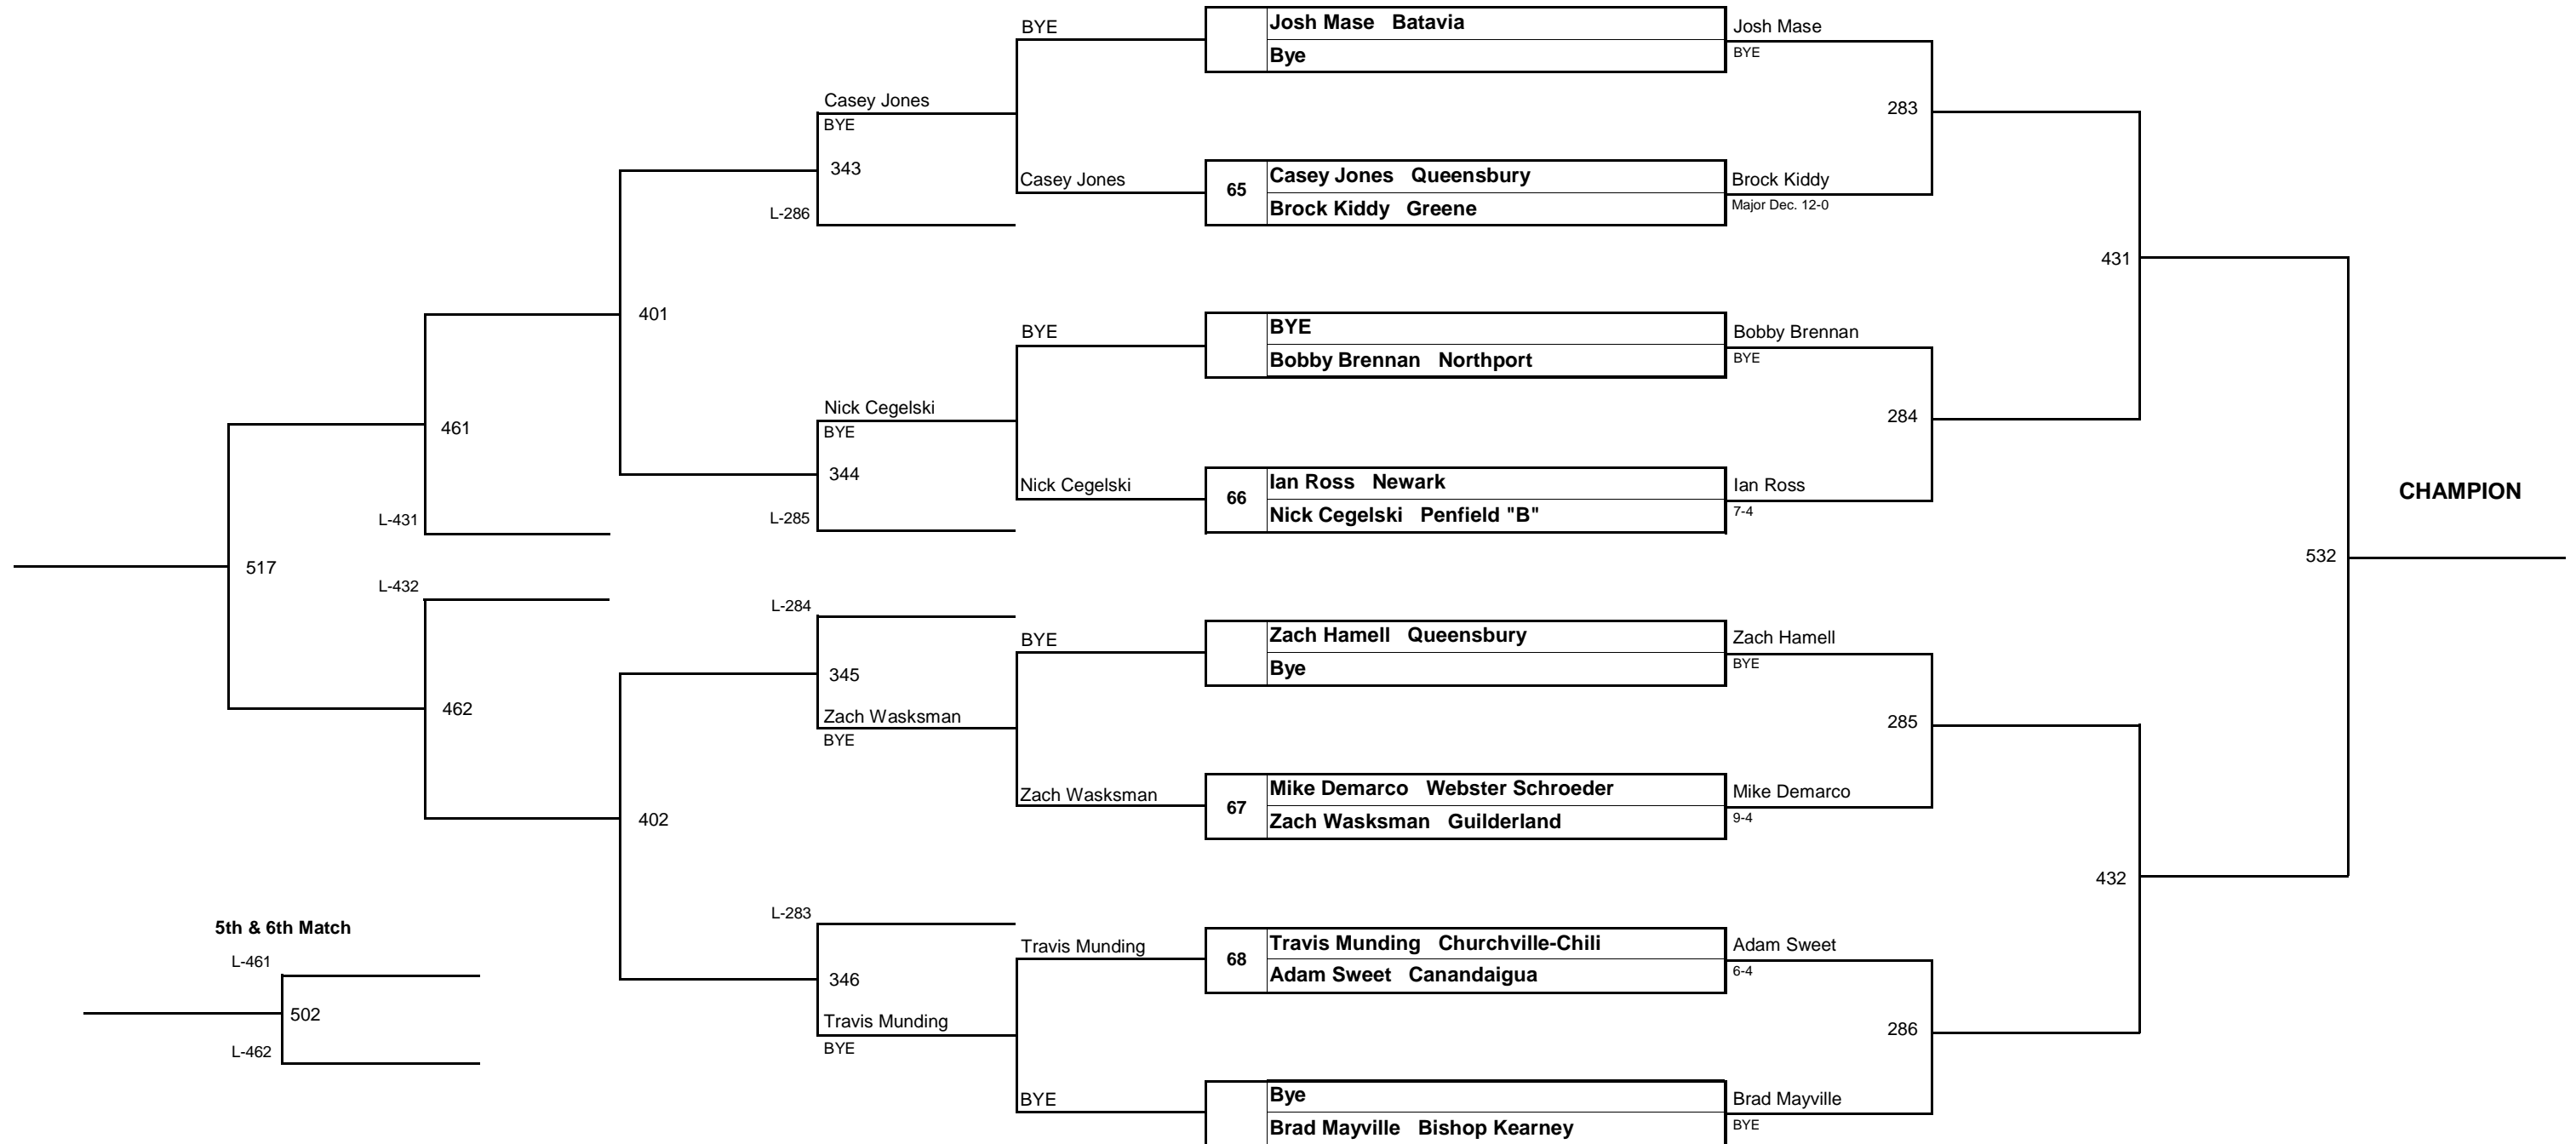 BYE
Josh Mase Batavia
Josh Mase
Bye
BYE
Casey Jones
BYE
283
343
Casey Jones
65
Casey Jones Queensbury
Brock Kiddy
L-286
Brock Kiddy Greene
Major Dec. 12-0
431
401
BYE
BYE
Bobby Brennan
Bobby Brennan Northport
BYE
Nick Cegelski
BYE
284
461
344
Nick Cegelski
66
Ian Ross Newark
Ian Ross
L-431
L-285
Nick Cegelski Penfield "B"
7-4
CHAMPION
517
532
L-432
L-284
BYE
Zach Hamell Queensbury
Zach Hamell
Bye
BYE
345
462
Zach Wasksman
BYE
285
Zach Wasksman
67
Mike Demarco Webster Schroeder
Mike Demarco
402
Zach Wasksman Guilderland
9-4
432
5th & 6th Match
L-283
Travis Munding
68
Travis Munding Churchville-Chili
Adam Sweet
L-461
Adam Sweet Canandaigua
6-4
346
502
Travis Munding
BYE
286
L-462
BYE
Bye
Brad Mayville
Brad Mayville Bishop Kearney
BYE